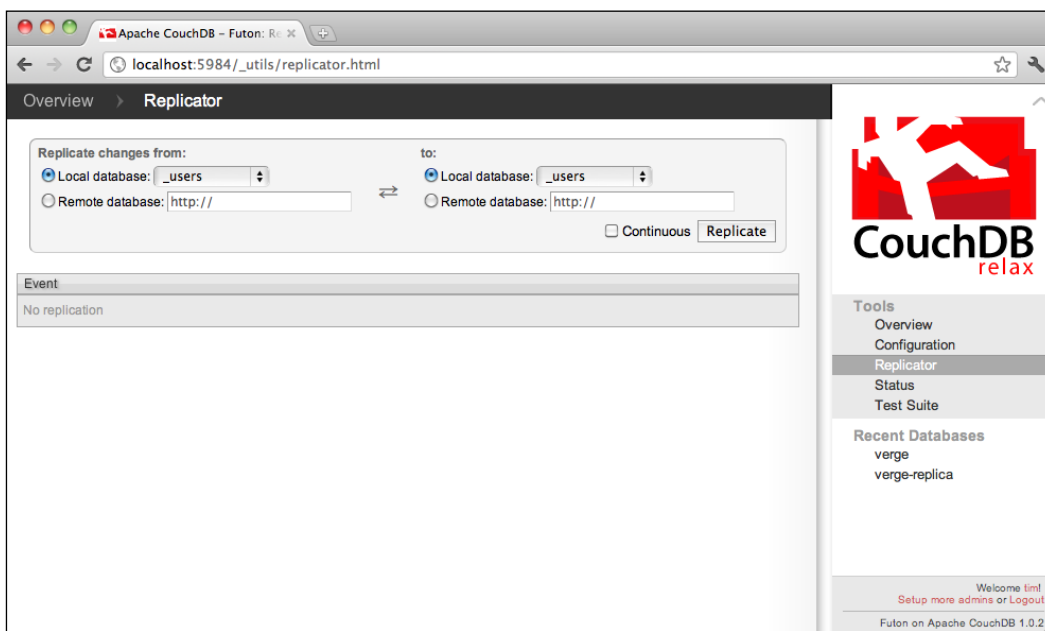 Apache CouchDB – Futon: Re
localhost:5984/_utils/replicator.html
Overview
Replicator
Replicate changes from:
Local database: _users
Remote database: http://
to:
Local database: _users
Remote database: http://
Continuous
Replicate
Event
No replication
CouchDB
relax
Tools
Overview
Configuration
Replicator
Status
Test Suite
Recent Databases
verge
verge-replica
Welcome tim!
Setup more admins or Logout
Futon on Apache CouchDB 1.0.2